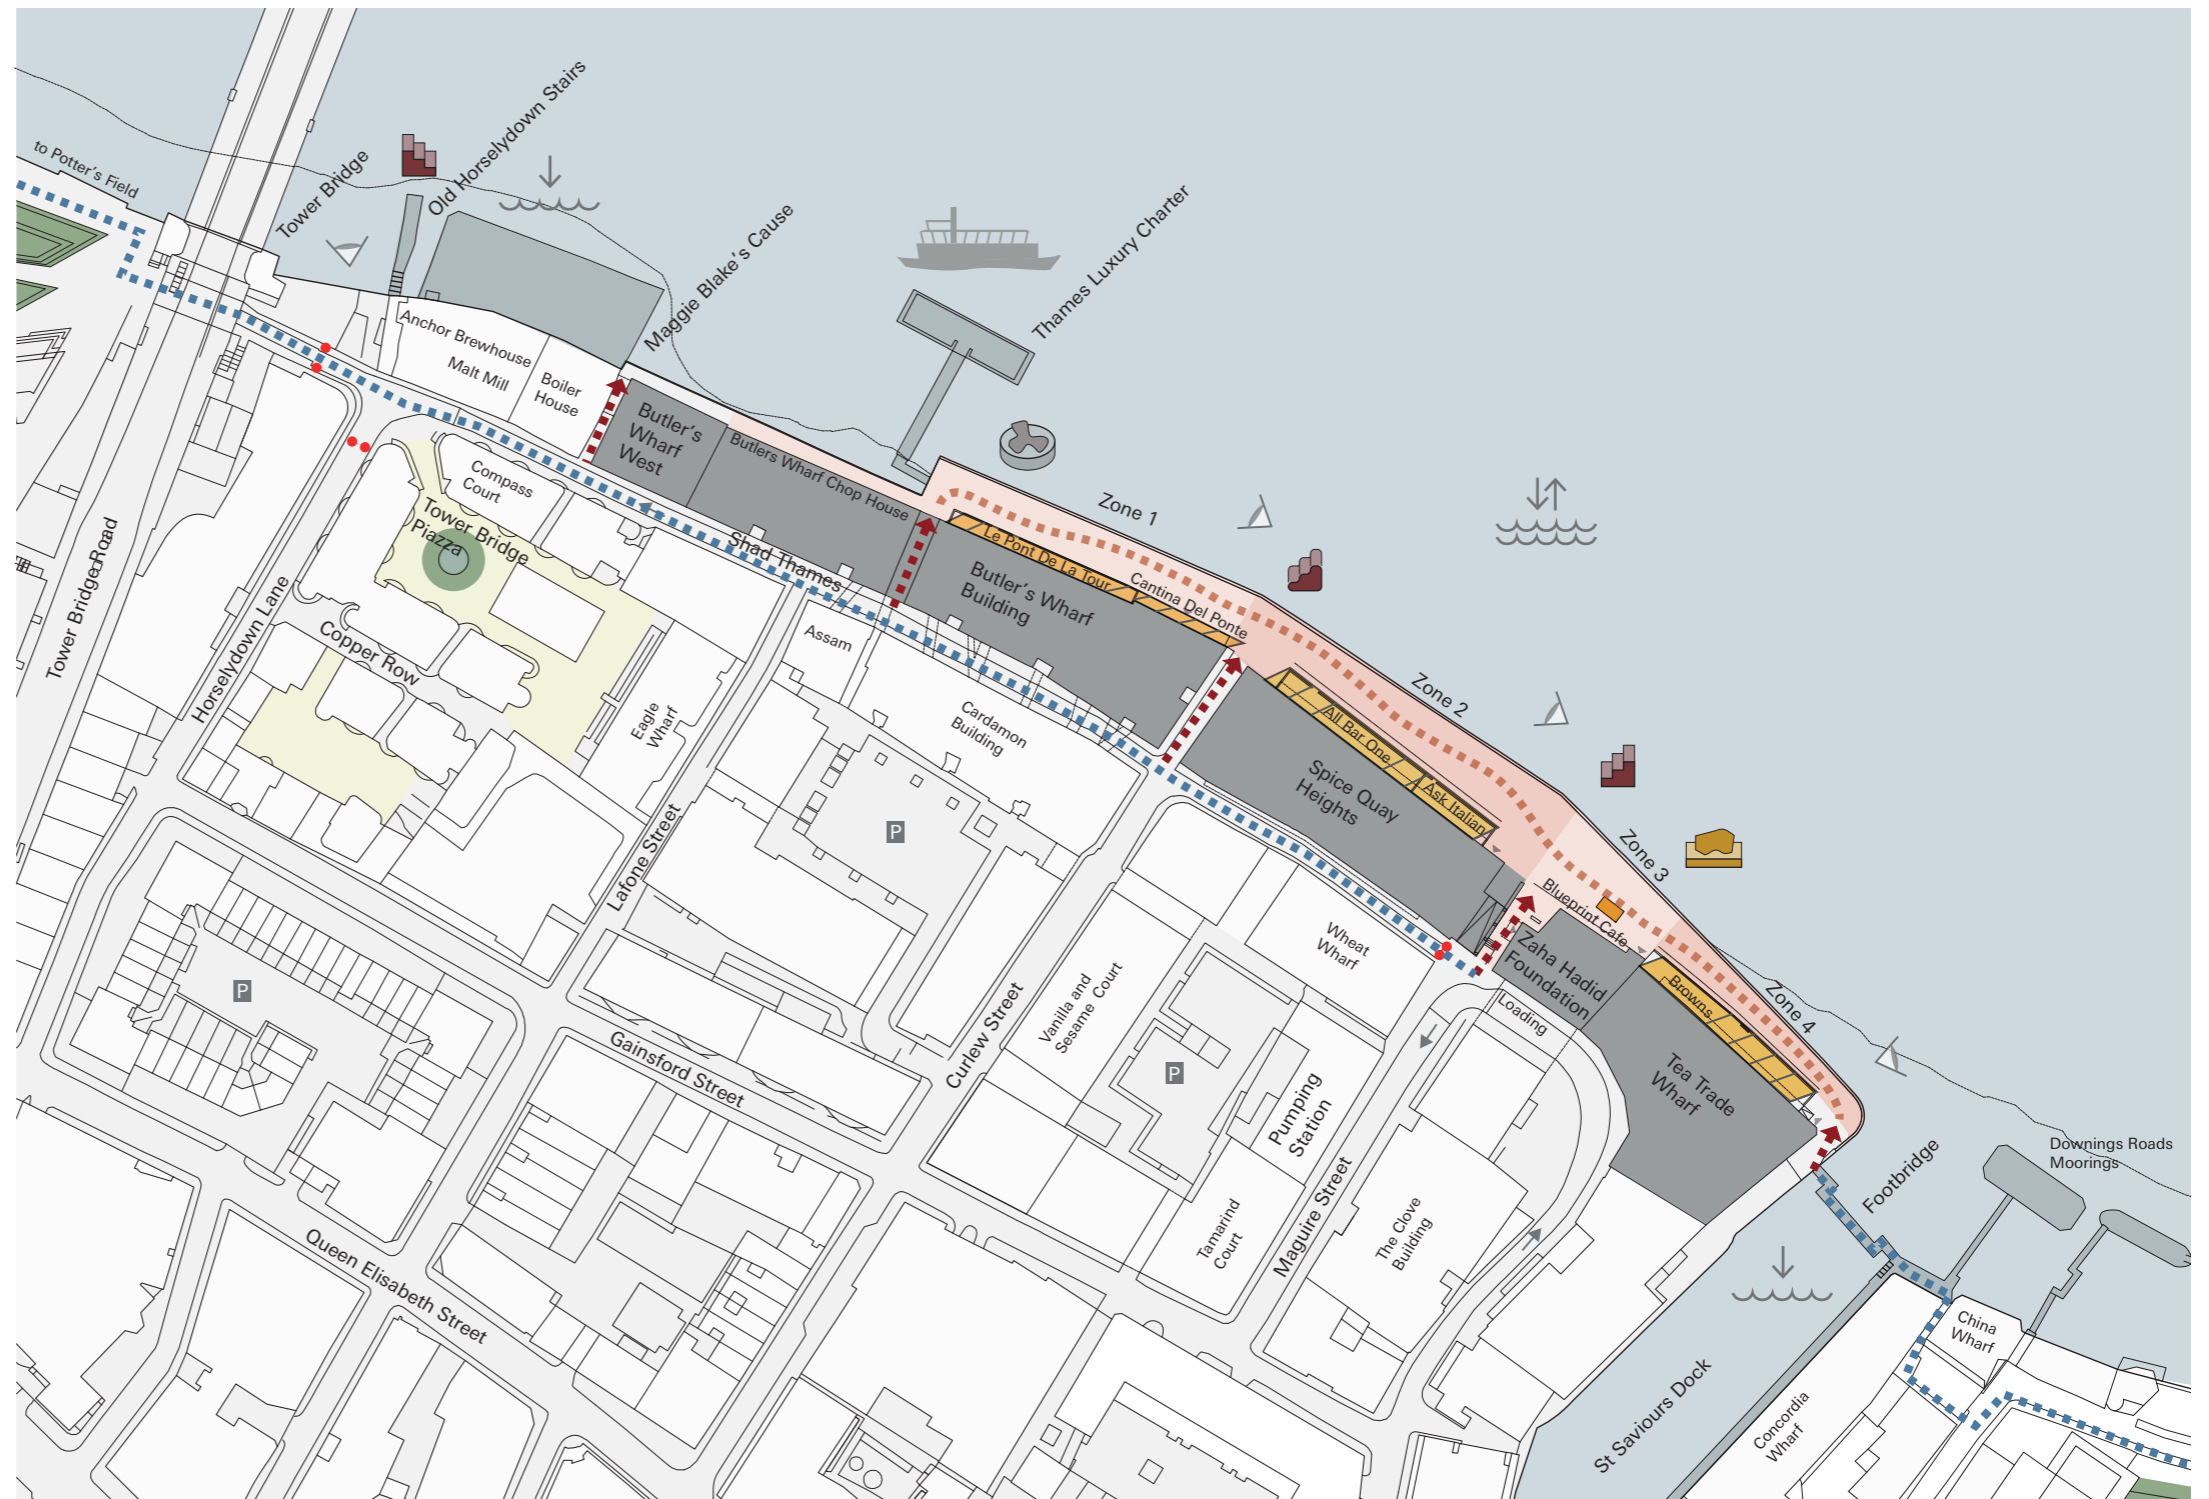 to Potter's Field
Tower Bridge
Old Horselydown Stairs
Maggie Blake's Cause
Thames Luxury Charter
Anchor Brewhouse
Malt Mill
Boiler
House
Butler's
Wharf
West
Butlers Wharf Chop House
Zone 1
Le Pont De La Tour
Cantina Del Ponte
Butler's Wharf
Building
Compass
Court
Tower Bridge
Piazza
Shad Thames
Tower Bridge Road
Horselydown Lane
Copper Row
Assam
Eagle
Wharf
Cardamon
Building
Zone 2
All Bar One
Ask Italian
Spice Quay
Heights
Zone 3
Blueprint Cafe
Lafone Street
P
P
P
Wheat
Wharf
Zaha Hadid
Foundation
Loading
Browns
Zone 4
Tea Trade
Wharf
Vanilla and
Sesame Court
Curlew Street
Gainsford Street
Pumping
Station
Tamarind
Court
Maguire Street
The Clove
Building
Queen Elisabeth Street
Footbridge
Downings Roads
Moorings
China
Wharf
St Saviours Dock
Concordia
Wharf